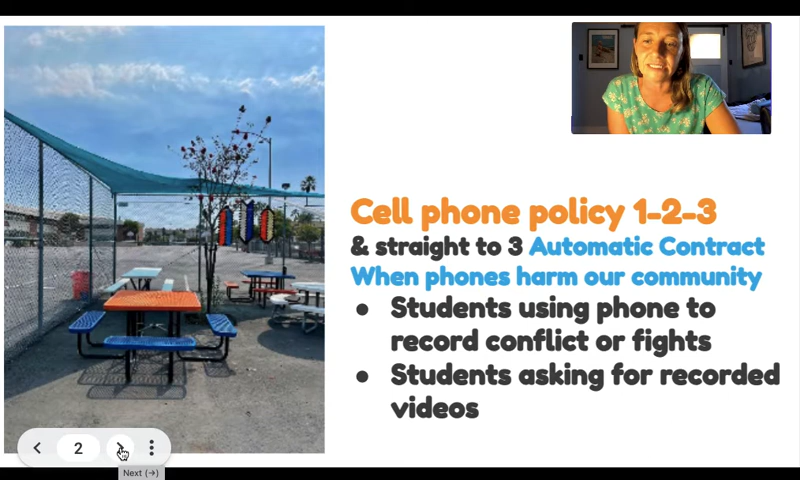 Cell phone policy 1-2-3
& straight to 3 Automatic Contract
When phones harm our community
● Students using phone to
record conflict or fights
● Students asking for recorded
videos
2
Next (→)